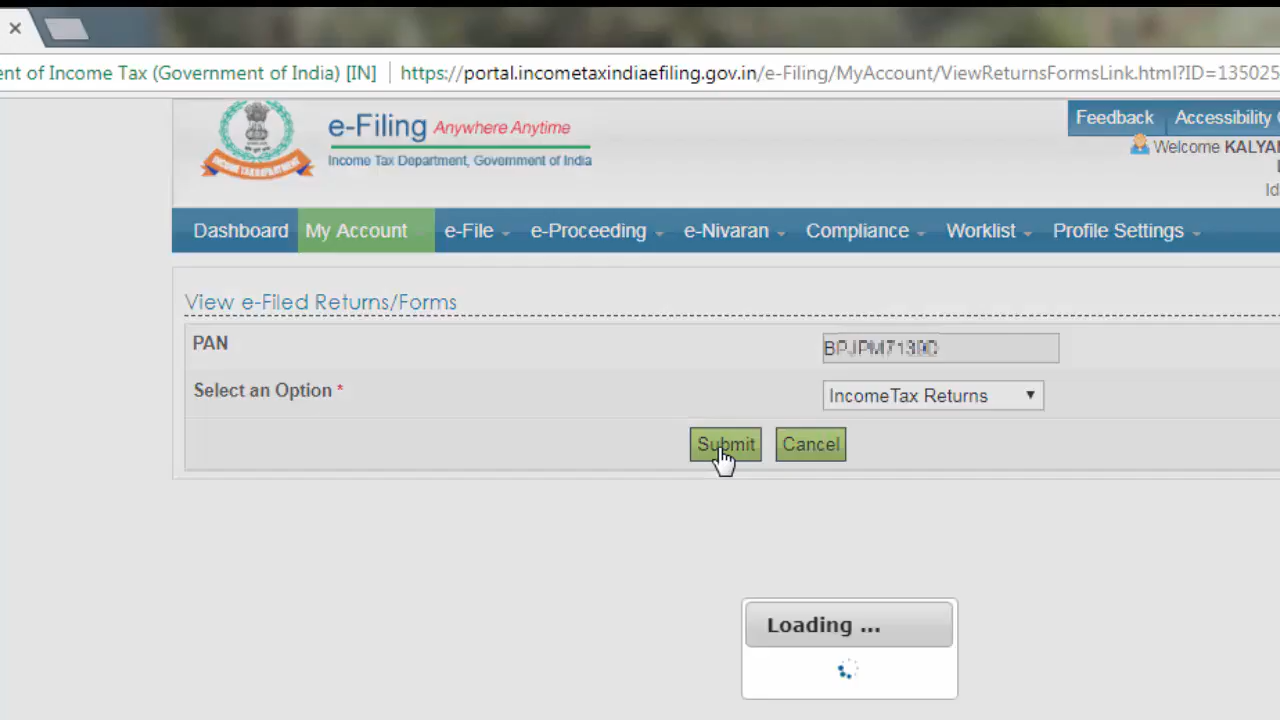 ent of Income Tax (Government of India) [IN] https://portal.incometaxindiaefiling.gov.in/e-Filing/MyAccount/ViewReturnsFormsLink.html?ID=135025
e-Filing Anywhere Anytime
Income Tax Department, Government of India
Feedback Accessibility
Welcome KALYAN
Id
Dashboard My Account e-File e-Proceeding e-Nivaran Compliance Worklist Profile Settings
View e-Filed Returns/Forms
PAN
Select an Option * IncomeTax Returns
Submit Cancel
Loading ...